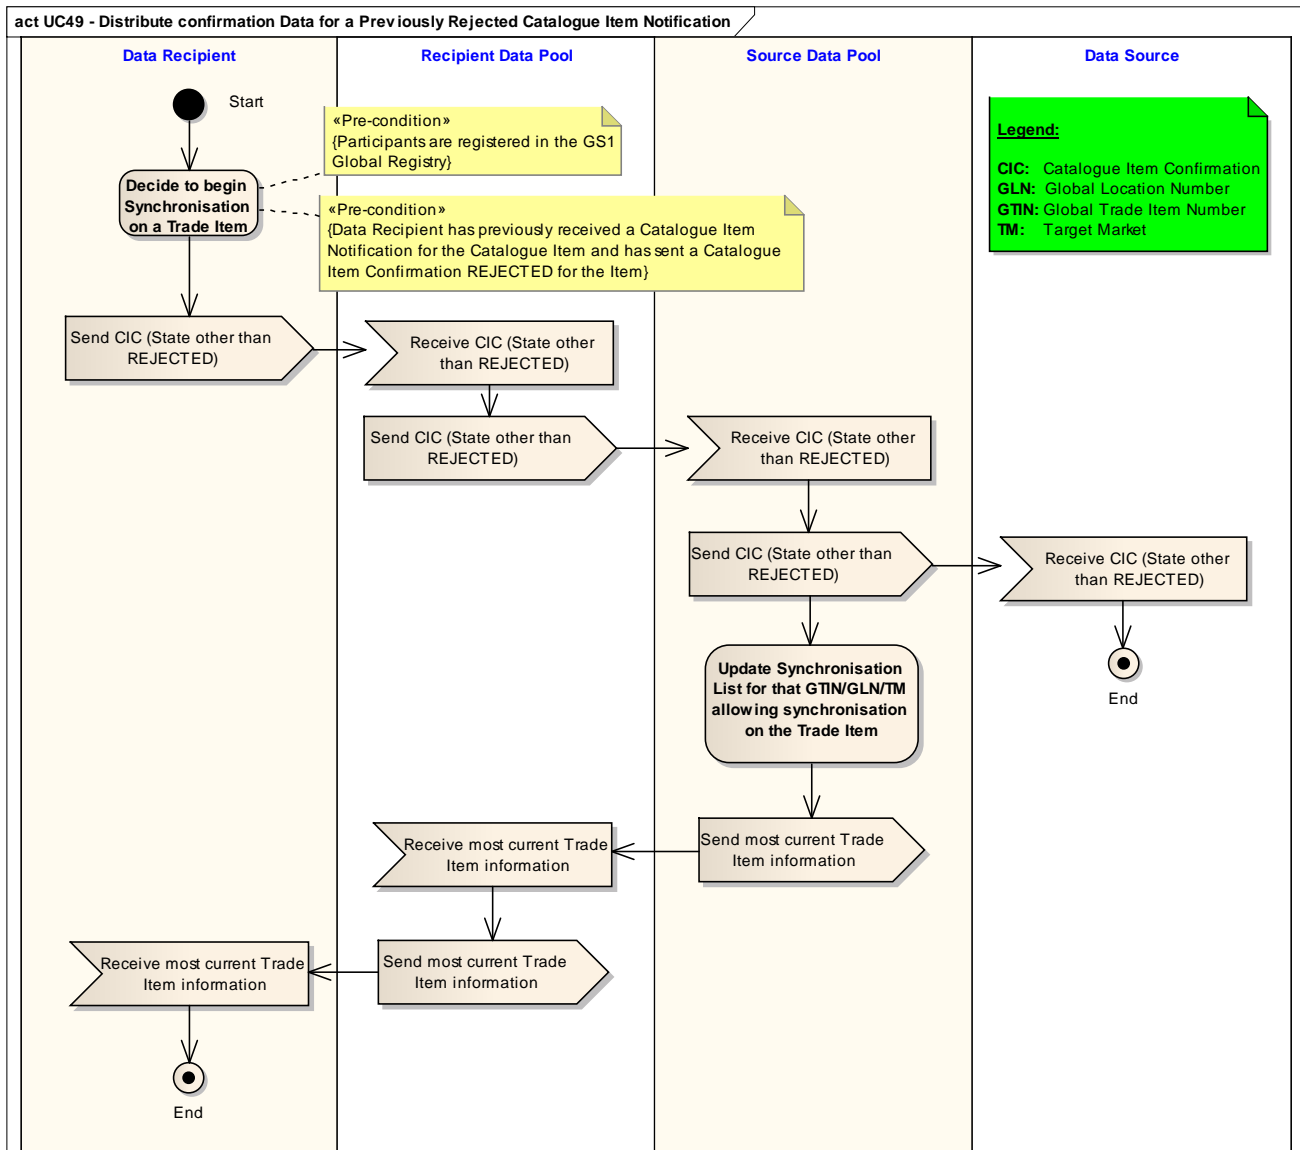 act UC49 - Distribute confirmation Data for a Previously Rejected Catalogue Item Notification
Data Recipient
Recipient Data Pool
Source Data Pool
Data Source
Start
«Pre-condition»
{Participants are registered in the GS1
Global Registry}
Legend:
CIC: Catalogue Item Confirmation
GLN: Global Location Number
GTIN: Global Trade Item Number
TM: Target Market
Decide to begin
Synchronisation
on a Trade Item
«Pre-condition»
{Data Recipient has previously received a Catalogue Item
Notification for the Catalogue Item and has sent a Catalogue
Item Confirmation REJECTED for the Item}
Send CIC (State other than
REJECTED)
Receive CIC (State other
than REJECTED)
Send CIC (State other than
REJECTED)
Receive CIC (State other
than REJECTED)
Send CIC (State other than
REJECTED)
Receive CIC (State other
than REJECTED)
End
Update Synchronisation
List for that GTIN/GLN/TM
allowing synchronisation
on the Trade Item
Send most current Trade
Item information
Receive most current Trade
Item information
Send most current Trade
Item information
Receive most current Trade
Item information
End